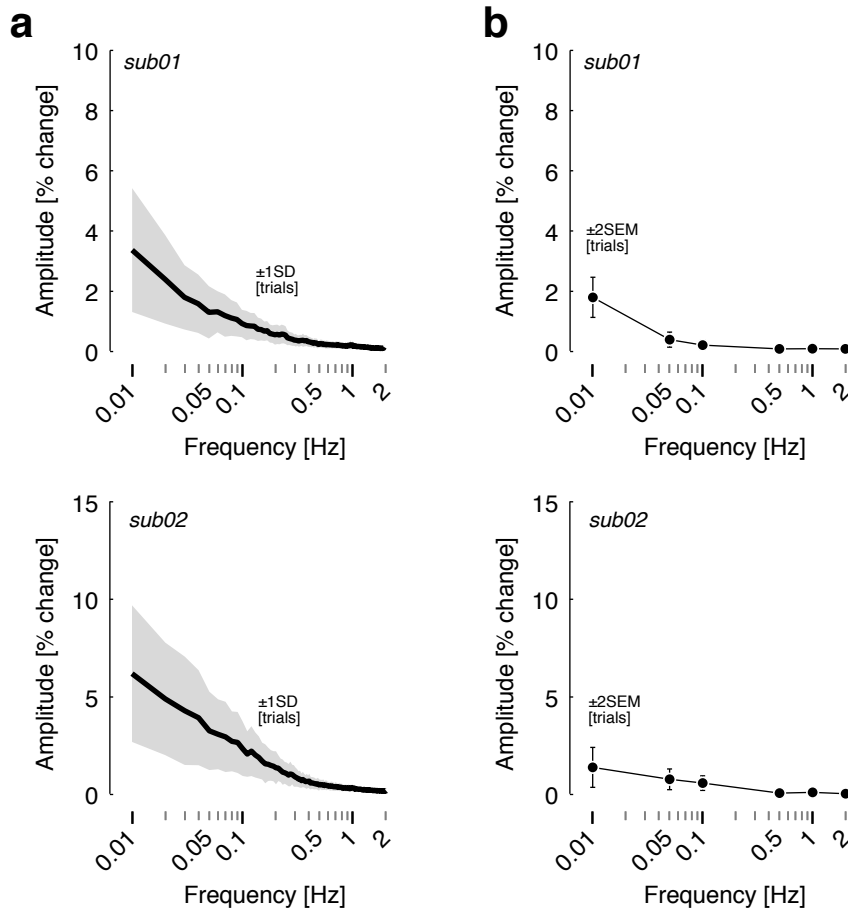 a
sub01
Amplitude [% change]
10
8
6
4
2
0
±1SD
[trials]
0.01
0.05
0.1
0.5
1
2
Frequency [Hz]
b
sub01
Amplitude [% change]
10
8
6
4
2
0
±2SEM
[trials]
0.01
0.05
0.1
0.5
1
2
Frequency [Hz]
sub02
Amplitude [% change]
15
10
5
0
±1SD
[trials]
0.01
0.05
0.1
0.5
1
2
Frequency [Hz]
sub02
Amplitude [% change]
15
10
5
0
±2SEM
[trials]
0.01
0.05
0.1
0.5
1
2
Frequency [Hz]